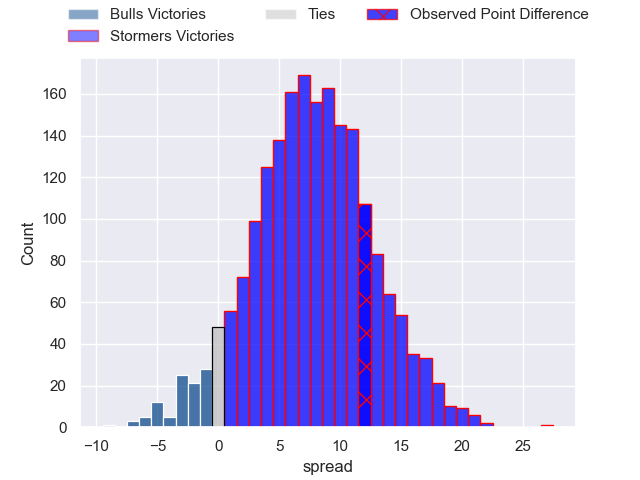 Bulls Victories
Ties
Observed Point Difference
Stormers Victories
160
140
120
100
80
60
40
20
0
Count
−10
−5
0
5
10
15
20
25
spread